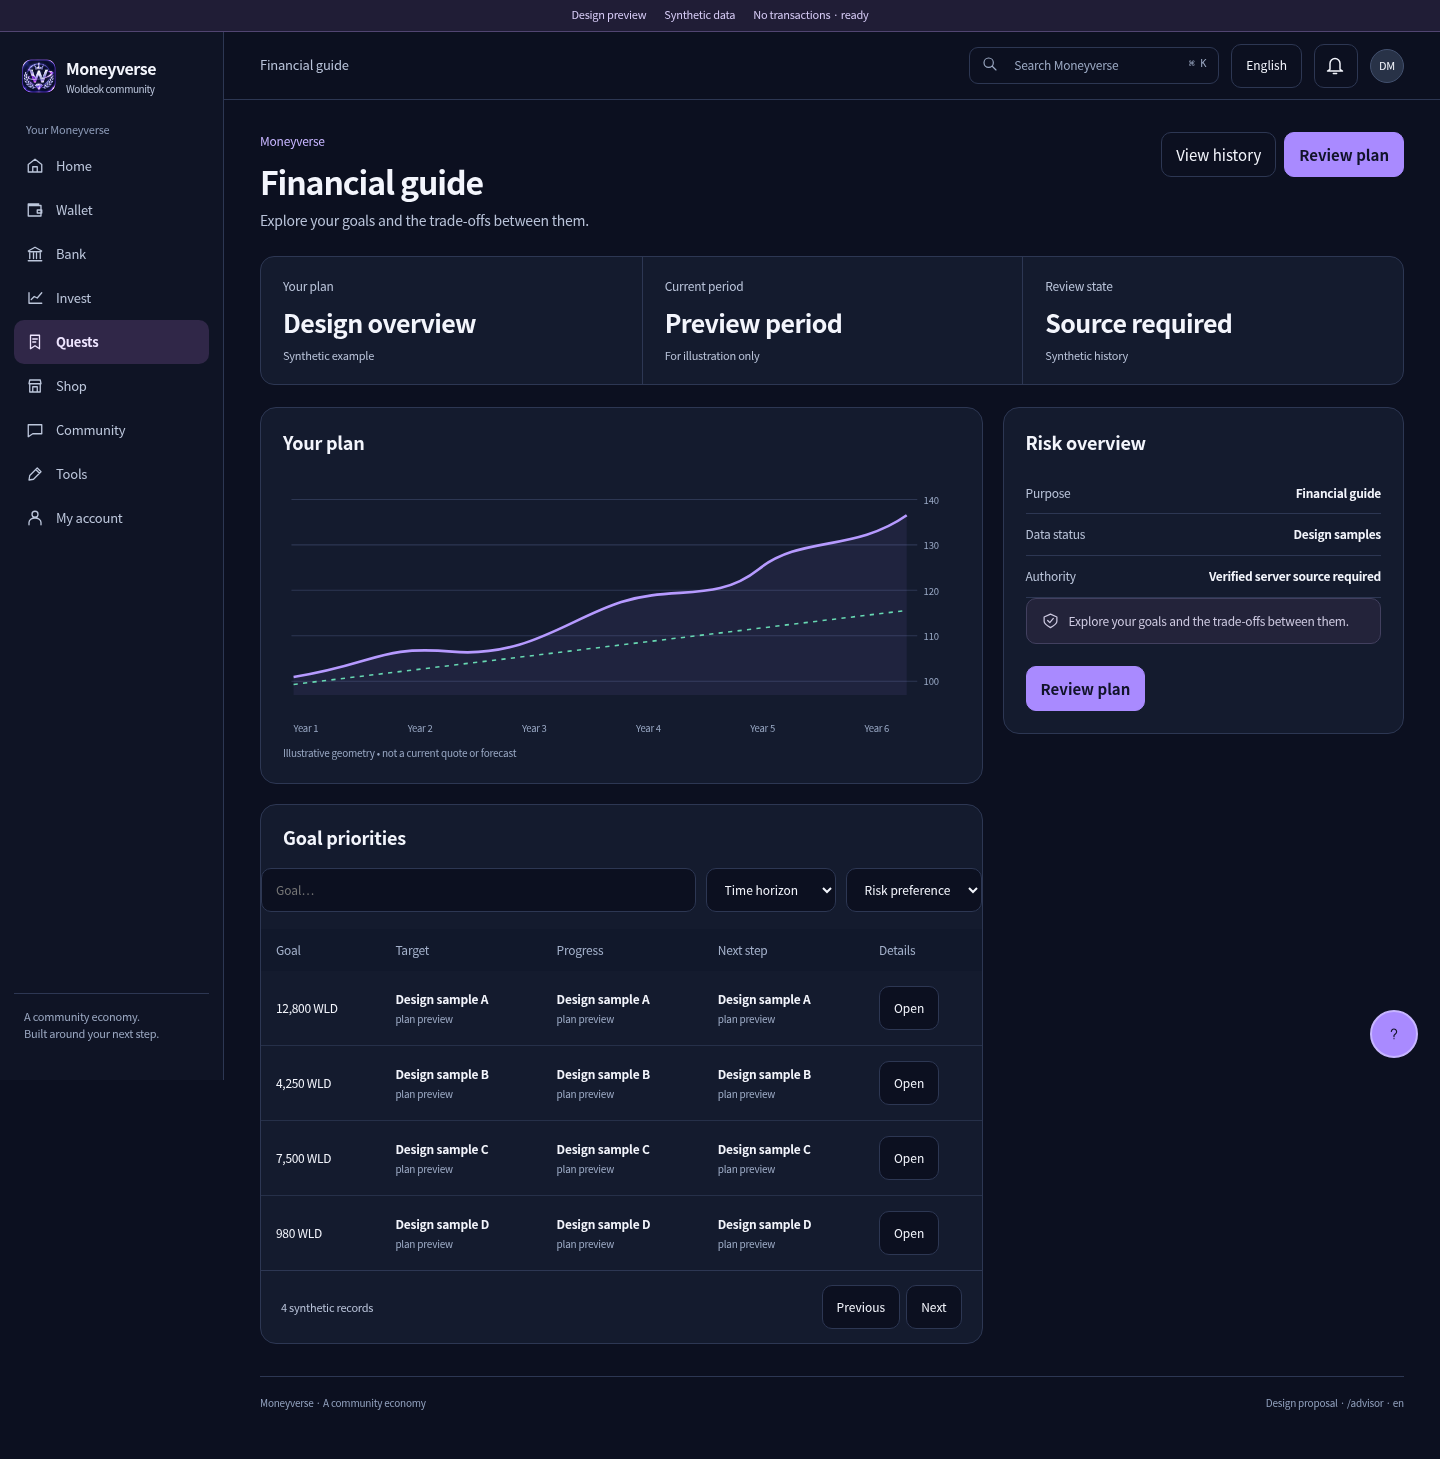 Design preview Synthetic data No transactions · ready
Moneyverse
Woldeok community
Your Moneyverse
Home
Wallet
Bank
Invest
Quests
Shop
Community
Tools
My account
A community economy.
Built around your next step.
Financial guide
Search Moneyverse ⌘ K
English
DM
Moneyverse
Financial guide
Explore your goals and the trade-offs between them.
View history
Review plan
Your plan
Design overview
Synthetic example
Current period
Preview period
For illustration only
Review state
Source required
Synthetic history
Your plan
140
130
120
110
100
Year 1 Year 2 Year 3 Year 4 Year 5 Year 6
Illustrative geometry • not a current quote or forecast
Risk overview
Purpose Financial guide
Data status Design samples
Authority Verified server source required
Explore your goals and the trade-offs between them.
Review plan
Goal priorities
Goal… Time horizon Risk preference
Goal Target Progress Next step Details
12,800 WLD Design sample A Design sample A Design sample A Open
plan preview plan preview plan preview
4,250 WLD Design sample B Design sample B Design sample B Open
plan preview plan preview plan preview
7,500 WLD Design sample C Design sample C Design sample C Open
plan preview plan preview plan preview
980 WLD Design sample D Design sample D Design sample D Open
plan preview plan preview plan preview
4 synthetic records Previous Next
?
Moneyverse · A community economy
Design proposal · /advisor · en